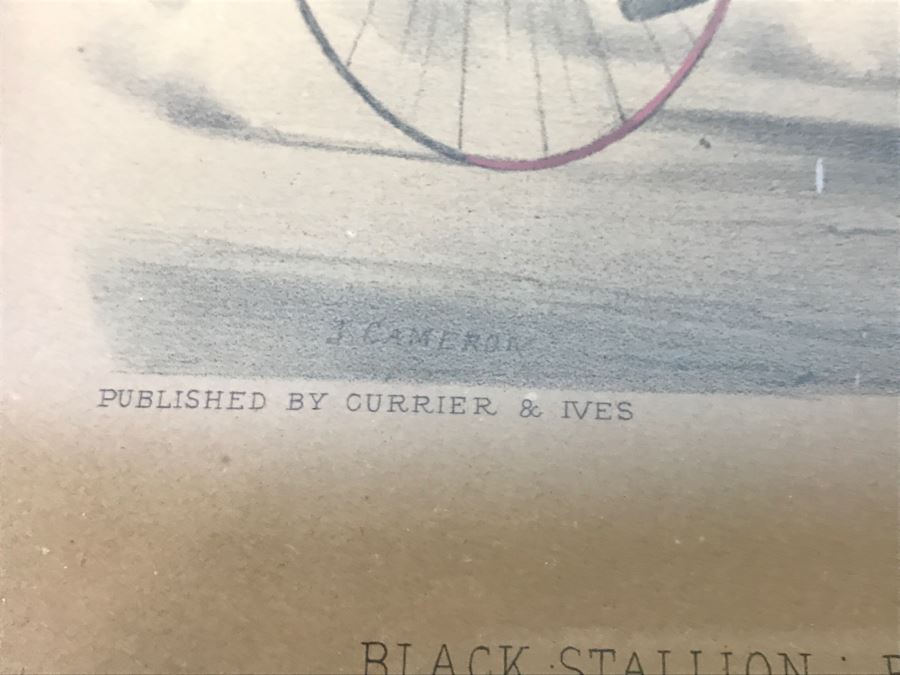 J CAMERON
PUBLISHED BY CURRIER & IVES
BLACK STALLION